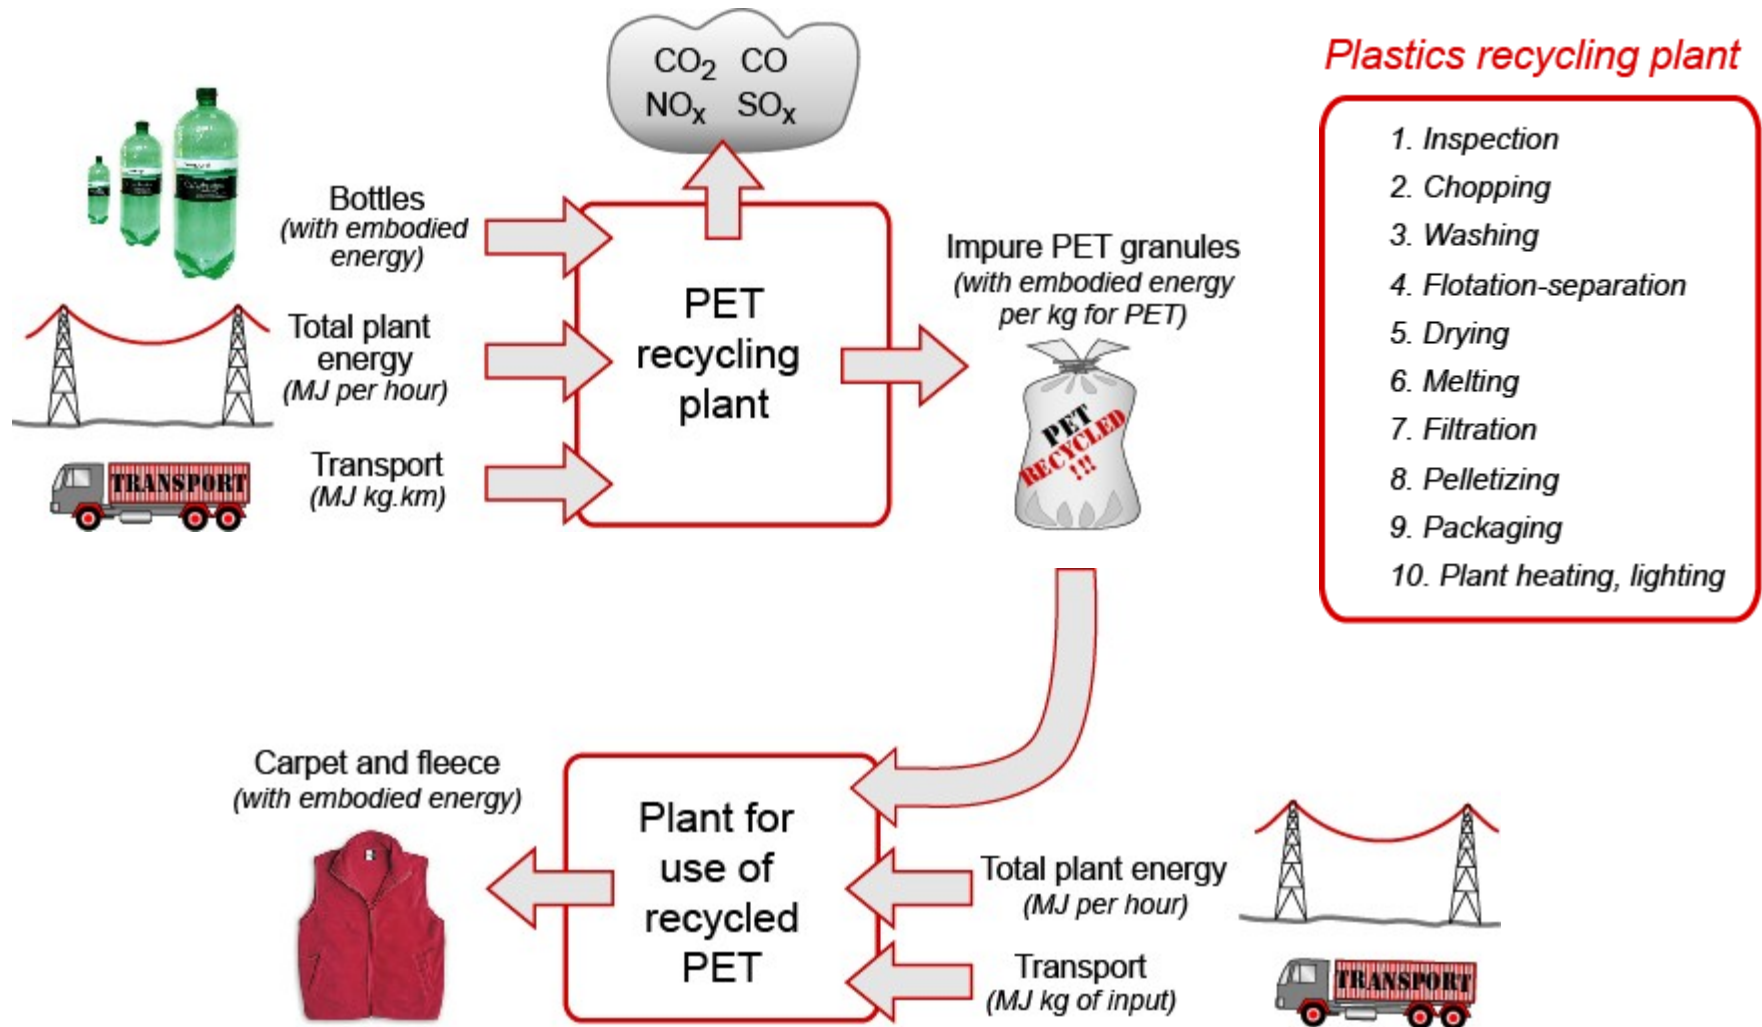 CO₂ CO
NOₓ SOₓ
Bottles
(with embodied
energy)
Total plant
energy
(MJ per hour)
TRANSPORT
Transport
(MJ kg.km)
PET
recycling
plant
Impure PET granules
(with embodied energy
per kg for PET)
PET
RECYCLED
!!!
Plastics recycling plant
1. Inspection
2. Chopping
3. Washing
4. Flotation-separation
5. Drying
6. Melting
7. Filtration
8. Pelletizing
9. Packaging
10. Plant heating, lighting
Carpet and fleece
(with embodied energy)
Plant for
use of
recycled
PET
Total plant energy
(MJ per hour)
Transport
(MJ kg of input)
TRANSPORT